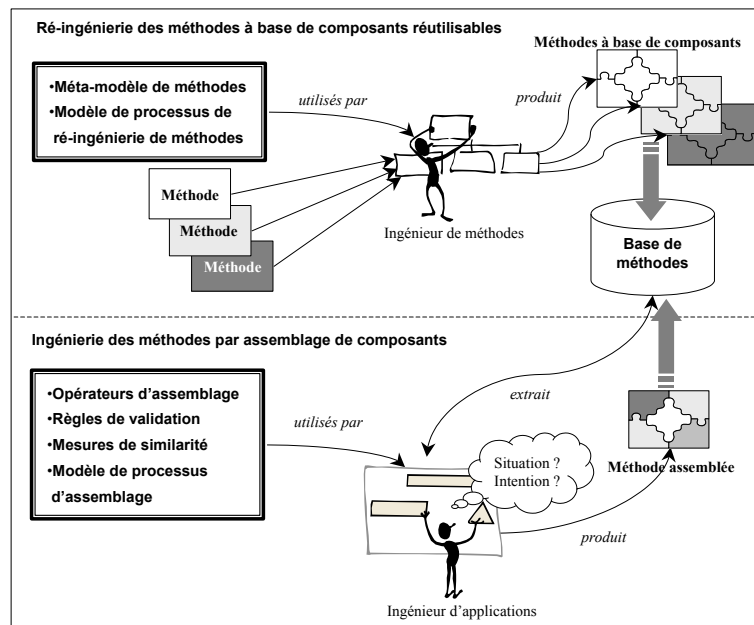 Ré-ingénierie des méthodes à base de composants réutilisables
Méthodes à base de composants
•Méta-modèle de méthodes
•Modèle de processus de
ré-ingénierie de méthodes
utilisés par
produit
Méthode
Méthode
Méthode
Ingénieur de méthodes
Base de
méthodes
Ingénierie des méthodes par assemblage de composants
•Opérateurs d’assemblage
•Règles de validation
•Mesures de similarité
•Modèle de processus
d’assemblage
utilisés par
extrait
Situation ?
Intention ?
Méthode assemblée
produit
Ingénieur d’applications